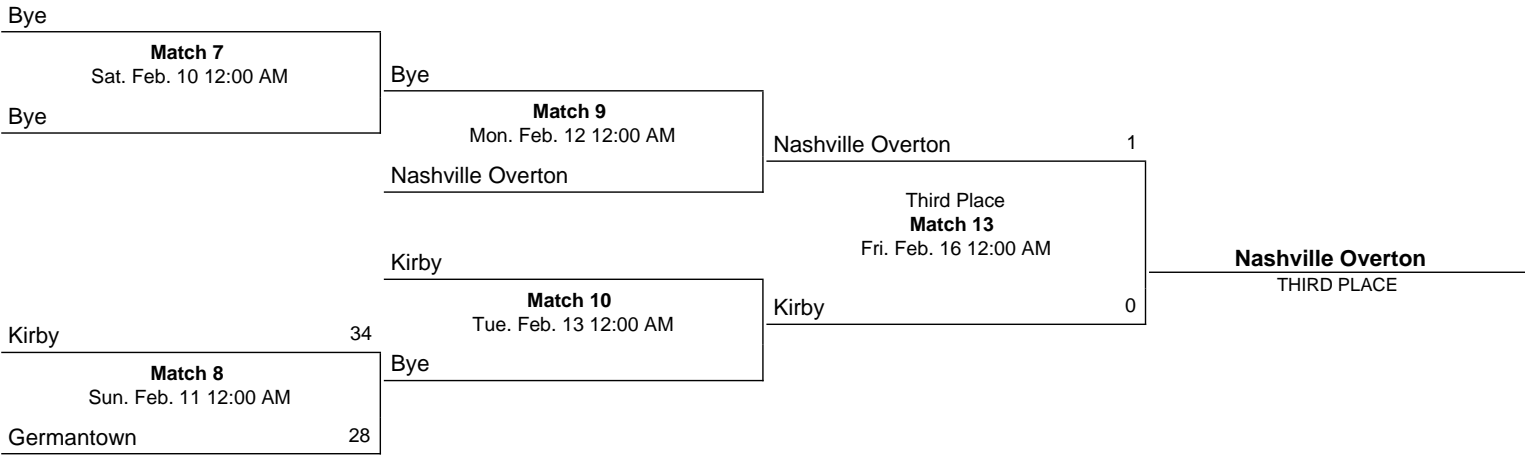 Bye
Match 7
Sat. Feb. 10 12:00 AM
Bye
Bye
Match 9
Mon. Feb. 12 12:00 AM
Nashville Overton
Nashville Overton 1
Third Place
Match 13
Fri. Feb. 16 12:00 AM
Kirby 0
Nashville Overton
THIRD PLACE
Kirby
Match 10
Tue. Feb. 13 12:00 AM
Bye
Kirby 34
Match 8
Sun. Feb. 11 12:00 AM
Germantown 28